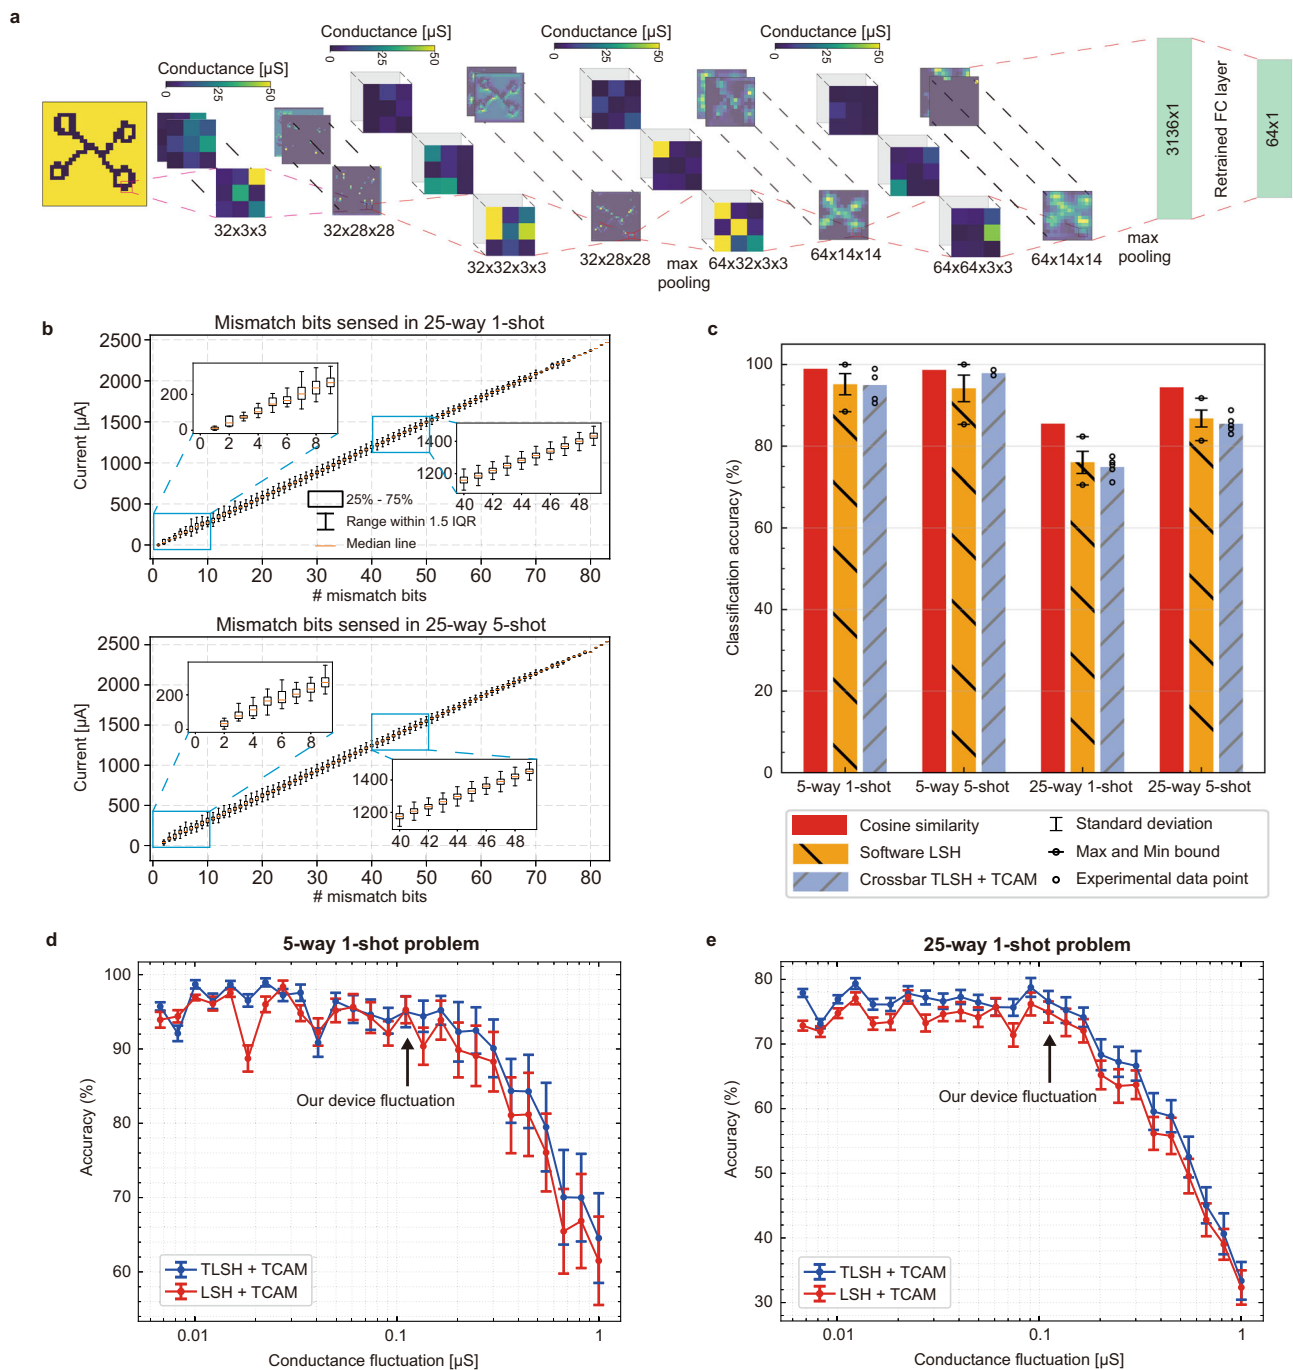 a
Conductance [µS]
0
25
50
Conductance [µS]
0
25
50
Conductance [µS]
0
25
50
Conductance [µS]
0
25
50
32x3x3
32x28x28
32x32x3x3
32x28x28
max
pooling
64x32x3x3
64x14x14
64x64x3x3
64x14x14
max
pooling
3136x1
Retrained FC layer
64x1
b
Mismatch bits sensed in 25-way 1-shot
Current [µA]
2500
2000
1500
1000
500
0
0 10 20 30 40 50 60 70 80
# mismatch bits
200
0
0 2 4 6 8
1400
1200
40 42 44 46 48
25% - 75%
Range within 1.5 IQR
Median line
Mismatch bits sensed in 25-way 5-shot
Current [µA]
2500
2000
1500
1000
500
0
0 10 20 30 40 50 60 70 80
# mismatch bits
200
0
0 2 4 6 8
1400
1200
40 42 44 46 48
c
Classification accuracy (%)
100
80
60
40
20
0
5-way 1-shot 5-way 5-shot 25-way 1-shot 25-way 5-shot
Cosine similarity
Software LSH
Crossbar TLSH + TCAM
Standard deviation
Max and Min bound
Experimental data point
d
5-way 1-shot problem
Accuracy (%)
100
90
80
70
60
Our device fluctuation
TLSH + TCAM
LSH + TCAM
0.01 0.1 1
Conductance fluctuation [µS]
e
25-way 1-shot problem
Accuracy (%)
80
70
60
50
40
30
Our device fluctuation
TLSH + TCAM
LSH + TCAM
0.01 0.1 1
Conductance fluctuation [µS]